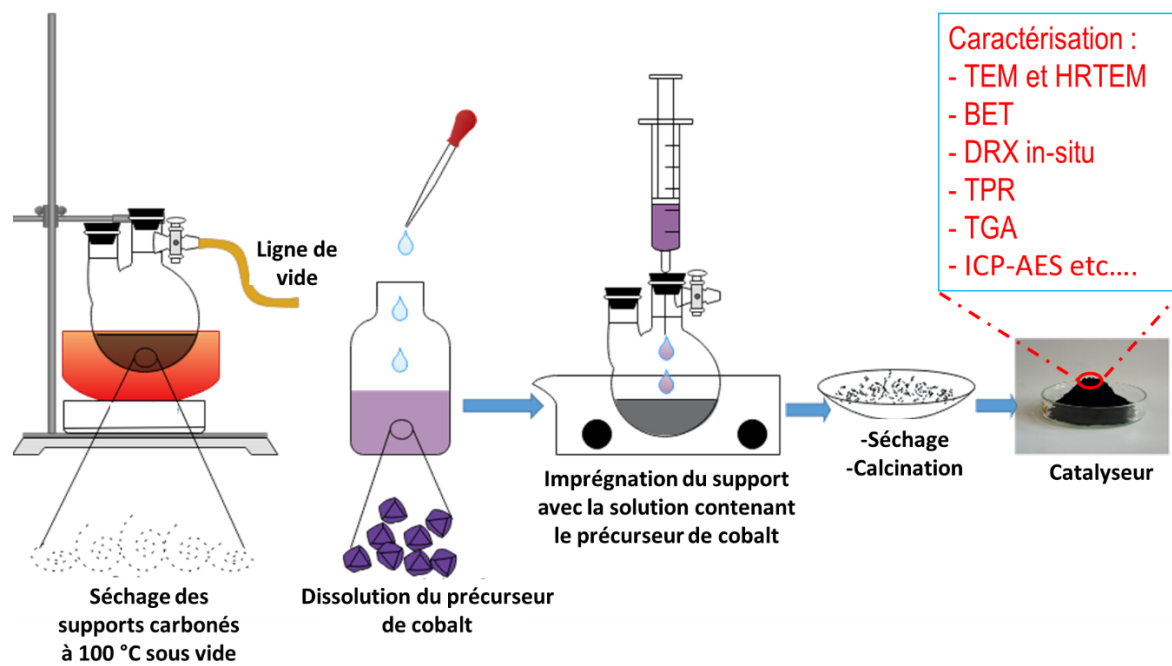 Ligne de
vide
Séchage des
supports carbonés
à 100 °C sous vide
Dissolution du précurseur
de cobalt
Imprégnation du support
avec la solution contenant
le précurseur de cobalt
-Séchage
-Calcination
Catalyseur
Caractérisation :
- TEM et HRTEM
- BET
- DRX in-situ
- TPR
- TGA
- ICP-AES etc....